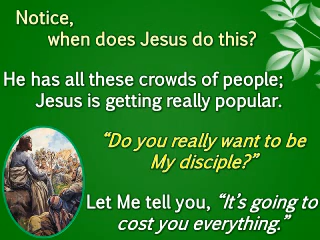 Notice,
when does Jesus do this?
He has all these crowds of people;
Jesus is getting really popular.
“Do you really want to be
My disciple?”
Let Me tell you, “It’s going to
cost you everything.”